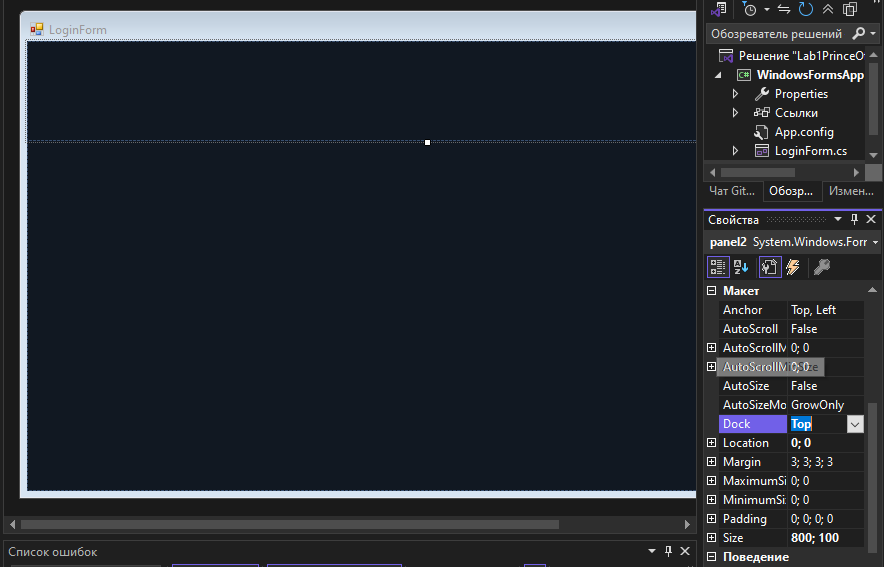 LoginForm
Обозреватель решений
Решение "Lab1PrinceO
WindowsFormsApp
Properties
Ссылки
App.config
LoginForm.cs
Чат Git...
Обозр...
Измен...
Свойства
panel2 System.Windows.Forr
Макет
Anchor Top, Left
AutoScroll False
AutoScrollM 0; 0
AutoScrollM 0; 0
AutoSize False
AutoSizeMo GrowOnly
Dock Top
Location 0; 0
Margin 3; 3; 3; 3
MaximumSi 0; 0
MinimumSi 0; 0
Padding 0; 0; 0; 0
Size 800; 100
Поведение
Список ошибок